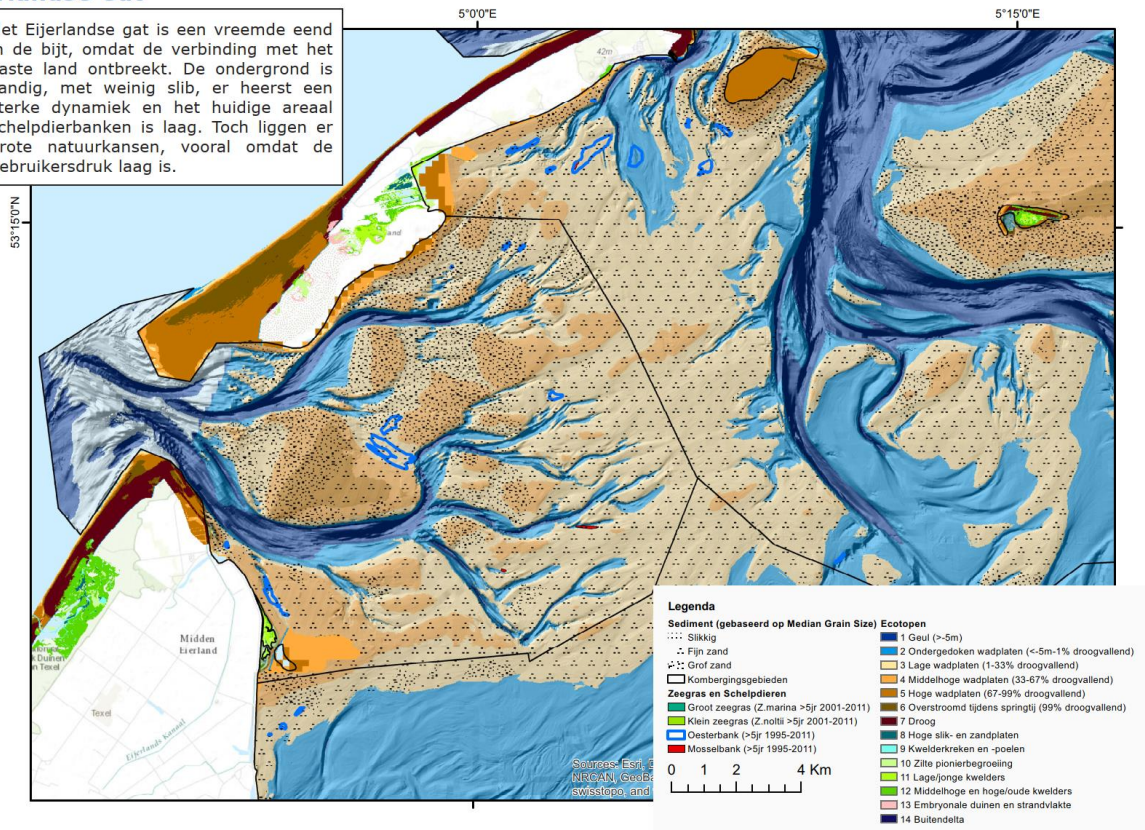 et Eijerlandse gat is een vreemde eend
n de bijt, omdat de verbinding met het
aste land ontbreekt. De ondergrond is
andig, met weinig slib, er heerst een
terke dynamiek en het huidige areaal
chelpdierbanken is laag. Toch liggen er
rote natuurkansen, vooral omdat de
ebruikersdruk laag is.
5°0'0"E
5°15'0"E
53°15'0"N
42m
and
Midden
Eierland
k Duinen
n Texel
Texel
Eijerlands Kanaal
Sources: Esri,
NRCAN, GeoBa
swisstopo, and
Legenda
Sediment (gebaseerd op Median Grain Size)
Slikkig
Fijn zand
Grof zand
Kombergingsgebieden
Zeegras en Schelpdieren
Groot zeegras (Z.marina >5jr 2001-2011)
Klein zeegras (Z.noltii >5jr 2001-2011)
Oesterbank (>5jr 1995-2011)
Mosselbank (>5jr 1995-2011)
0 1 2 4 Km
Ecotopen
1 Geul (>-5m)
2 Ondergedoken wadplaten (<-5m-1% droogvallend)
3 Lage wadplaten (1-33% droogvallend)
4 Middelhoge wadplaten (33-67% droogvallend)
5 Hoge wadplaten (67-99% droogvallend)
6 Overstroomd tijdens springtij (99% droogvallend)
7 Droog
8 Hoge slik- en zandplaten
9 Kwelderkreken en -poelen
10 Zilte pionierbegroeiing
11 Lage/jonge kwelders
12 Middelhoge en hoge/oude kwelders
13 Embryonale duinen en strandvlakte
14 Buitendelta